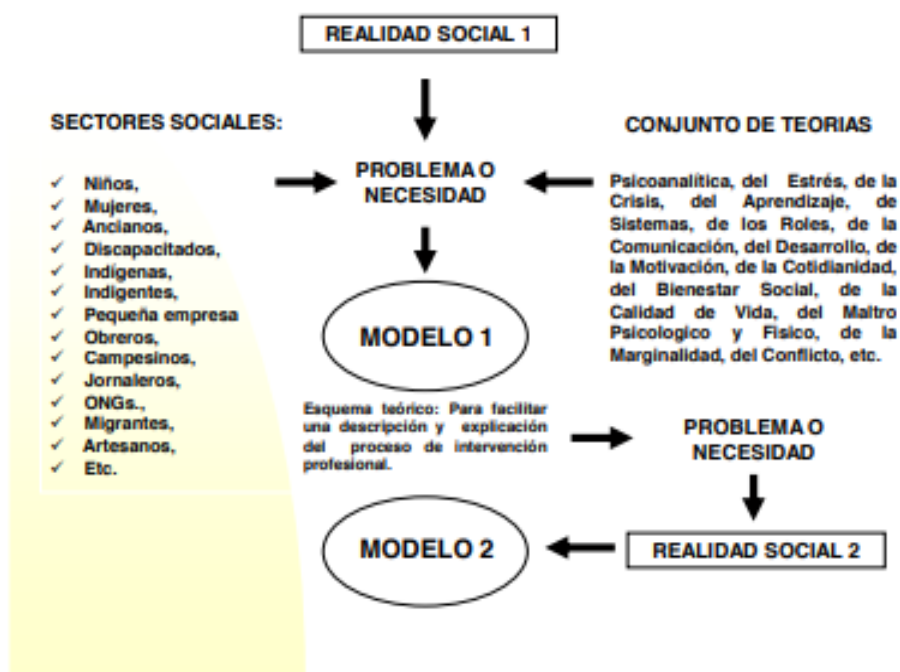 REALIDAD SOCIAL 1
SECTORES SOCIALES:
✓ Niños,
✓ Mujeres,
✓ Ancianos,
✓ Discapacitados,
✓ Indígenas,
✓ Indigentes,
✓ Pequeña empresa
✓ Obreros,
✓ Campesinos,
✓ Jornaleros,
✓ ONGs.,
✓ Migrantes,
✓ Artesanos,
✓ Etc.
PROBLEMA O
NECESIDAD
CONJUNTO DE TEORIAS
Psicoanalítica, del Estrés, de la
Crisis, del Aprendizaje, de
Sistemas, de los Roles, de la
Comunicación, del Desarrollo, de
la Motivación, de la Cotidianidad,
del Bienestar Social, de la
Calidad de Vida, del Maltro
Psicologico y Fisico, de la
Marginalidad, del Conflicto, etc.
MODELO 1
Esquema teórico: Para facilitar
una descripción y explicación
del proceso de intervención
profesional.
PROBLEMA O
NECESIDAD
REALIDAD SOCIAL 2
MODELO 2